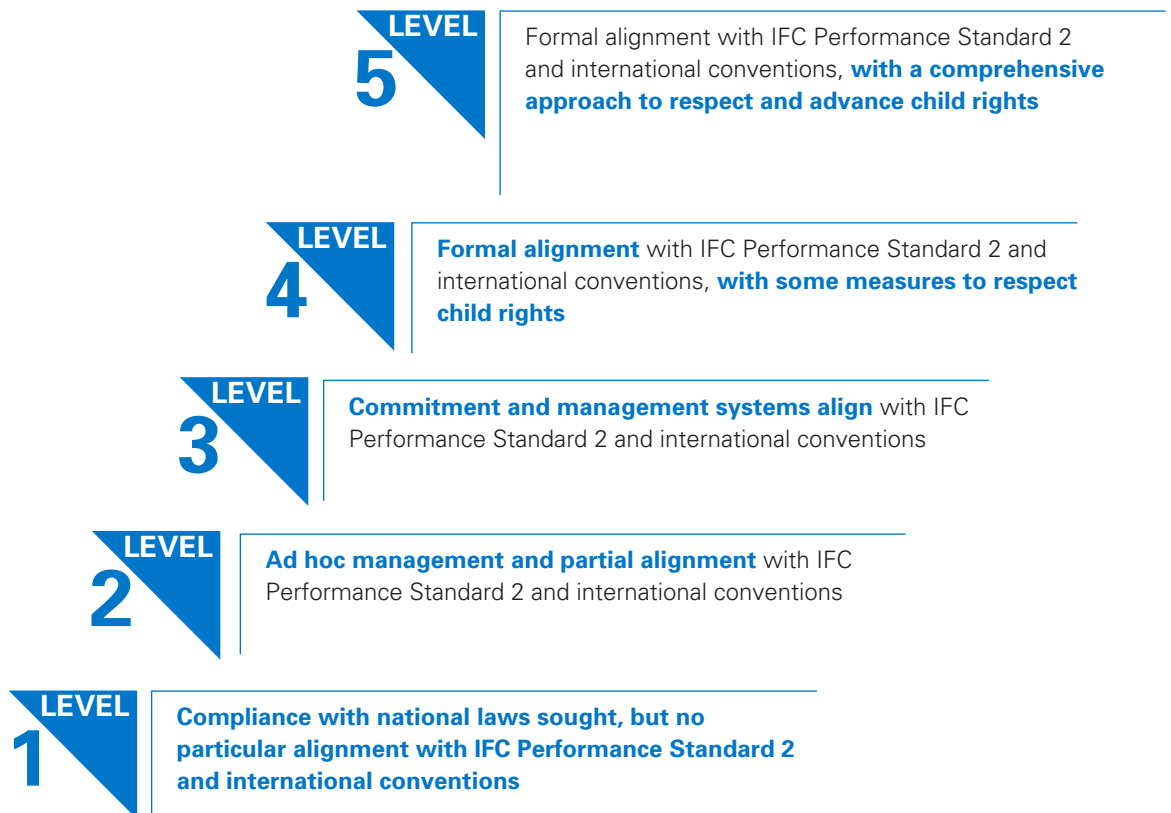 LEVEL
5
Formal alignment with IFC Performance Standard 2
and international conventions, with a comprehensive
approach to respect and advance child rights
LEVEL
4
Formal alignment with IFC Performance Standard 2 and
international conventions, with some measures to respect
child rights
LEVEL
3
Commitment and management systems align with IFC
Performance Standard 2 and international conventions
LEVEL
2
Ad hoc management and partial alignment with IFC
Performance Standard 2 and international conventions
LEVEL
1
Compliance with national laws sought, but no
particular alignment with IFC Performance Standard 2
and international conventions